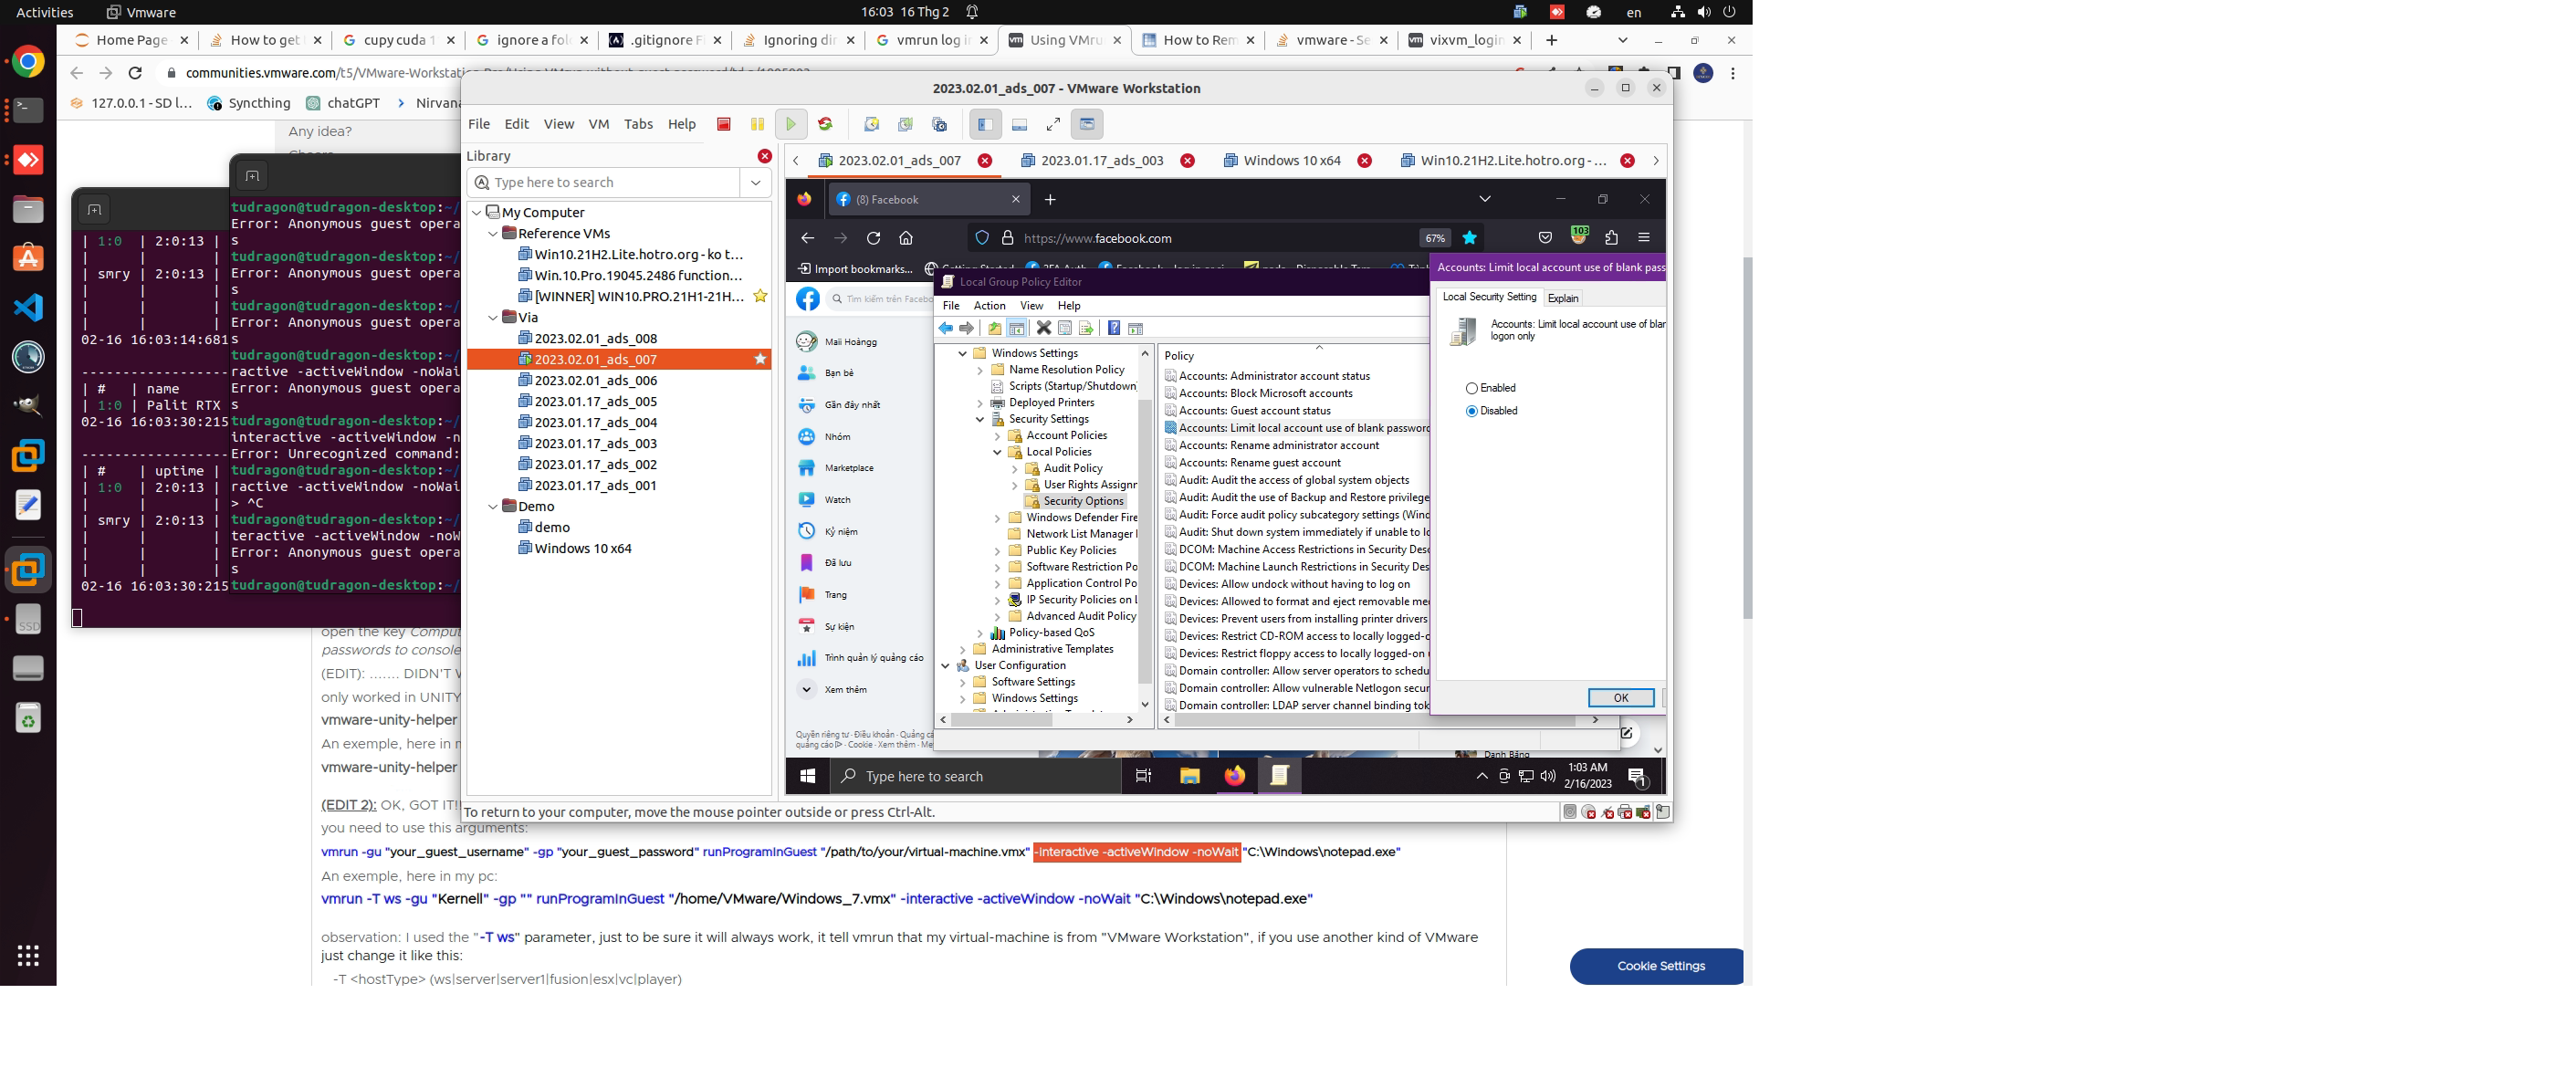 Activities
Vmware
16:03 16 Thg 2
en
Home Page
How to get
cupy cuda 1
ignore a fol
.gitignore F
Ignoring dir
vmrun log i
Using VMru
How to Rem
vmware - Se
vixvm_login
communities.vmware.com/t5/VMware-Workstatio
127.0.0.1 - SD l...
Syncthing
chatGPT
Nirvana
Any idea?
2023.02.01_ads_007 - VMware Workstation
File Edit View VM Tabs Help
Library
Type here to search
My Computer
Reference VMs
Win10.21H2.Lite.hotro.org - ko t...
Win.10.Pro.19045.2486 function...
[WINNER] WIN10.PRO.21H1-21H...
Via
2023.02.01_ads_008
2023.02.01_ads_007
2023.02.01_ads_006
2023.01.17_ads_005
2023.01.17_ads_004
2023.01.17_ads_003
2023.01.17_ads_002
2023.01.17_ads_001
Demo
demo
Windows 10 x64
2023.02.01_ads_007
2023.01.17_ads_003
Windows 10 x64
Win10.21H2.Lite.hotro.org - ...
| 1:0 | 2:0:13 |
| smry | 2:0:13 |
02-16 16:03:14:681
| # | name
| 1:0 | Palit RTX
02-16 16:03:30:215
| # | uptime |
| 1:0 | 2:0:13 |
| smry | 2:0:13 |
02-16 16:03:30:215
tudragon@tudragon-desktop:~/
Error: Anonymous guest opera
s
tudragon@tudragon-desktop:~/
Error: Anonymous guest opera
s
tudragon@tudragon-desktop:~/
Error: Anonymous guest opera
s
tudragon@tudragon-desktop:~/
ractive -activeWindow -noWai
Error: Anonymous guest opera
s
tudragon@tudragon-desktop:~/
interactive -activeWindow -n
Error: Unrecognized command:
tudragon@tudragon-desktop:~/
ractive -activeWindow -noWai
> ^C
tudragon@tudragon-desktop:~/
teractive -activeWindow -noW
Error: Anonymous guest opera
s
tudragon@tudragon-desktop:~/
(8) Facebook
https://www.facebook.com
67%
103
Import bookmarks...
Tìm kiếm trên Facebo
Maii Hoàngg
Bạn bè
Gần đây nhất
Nhóm
Marketplace
Watch
Kỷ niệm
Đã lưu
Trang
Sự kiện
Trình quản lý quảng cáo
Xem thêm
Quyền riêng tư · Điều khoản · Quảng cá
quảng cáo · Cookie · Xem thêm · Me
Local Group Policy Editor
File Action View Help
Windows Settings
Name Resolution Policy
Scripts (Startup/Shutdown)
Deployed Printers
Security Settings
Account Policies
Local Policies
Audit Policy
User Rights Assignm
Security Options
Windows Defender Fire
Network List Manager
Public Key Policies
Software Restriction Po
Application Control Po
IP Security Policies on L
Advanced Audit Policy
Policy-based QoS
Administrative Templates
User Configuration
Software Settings
Windows Settings
Policy
Accounts: Administrator account status
Accounts: Block Microsoft accounts
Accounts: Guest account status
Accounts: Limit local account use of blank password
Accounts: Rename administrator account
Accounts: Rename guest account
Audit: Audit the access of global system objects
Audit: Audit the use of Backup and Restore privilege
Audit: Force audit policy subcategory settings (Wind
Audit: Shut down system immediately if unable to lo
DCOM: Machine Access Restrictions in Security Desc
DCOM: Machine Launch Restrictions in Security Des
Devices: Allow undock without having to log on
Devices: Allowed to format and eject removable me
Devices: Prevent users from installing printer drivers
Devices: Restrict CD-ROM access to locally logged-o
Devices: Restrict floppy access to locally logged-on u
Domain controller: Allow server operators to schedu
Domain controller: Allow vulnerable Netlogon secur
Domain controller: LDAP server channel binding tok
Accounts: Limit local account use of blank pass
Local Security Setting
Explain
Accounts: Limit local account use of blan
logon only
Enabled
Disabled
OK
Danh Bằng
Type here to search
1:03 AM
2/16/2023
1
To return to your computer, move the mouse pointer outside or press Ctrl-Alt.
open the key Comput
passwords to console
(EDIT): ....... DIDN'T W
only worked in UNITY
vmware-unity-helper
An exemple, here in m
vmware-unity-helper
(EDIT 2): OK, GOT IT!!
you need to use this arguments:
vmrun -gu "your_guest_username" -gp "your_guest_password" runProgramInGuest "/path/to/your/virtual-machine.vmx" -interactive -activeWindow -noWait "C:\Windows\notepad.exe"
An exemple, here in my pc:
vmrun -T ws -gu "Kernell" -gp "" runProgramInGuest "/home/VMware/Windows_7.vmx" -interactive -activeWindow -noWait "C:\Windows\notepad.exe"
observation: I used the "-T ws" parameter, just to be sure it will always work, it tell vmrun that my virtual-machine is from "VMware Workstation", if you use another kind of VMware
just change it like this:
-T <hostType> (ws|server|server1|fusion|esx|vc|player)
Cookie Settings
SSD